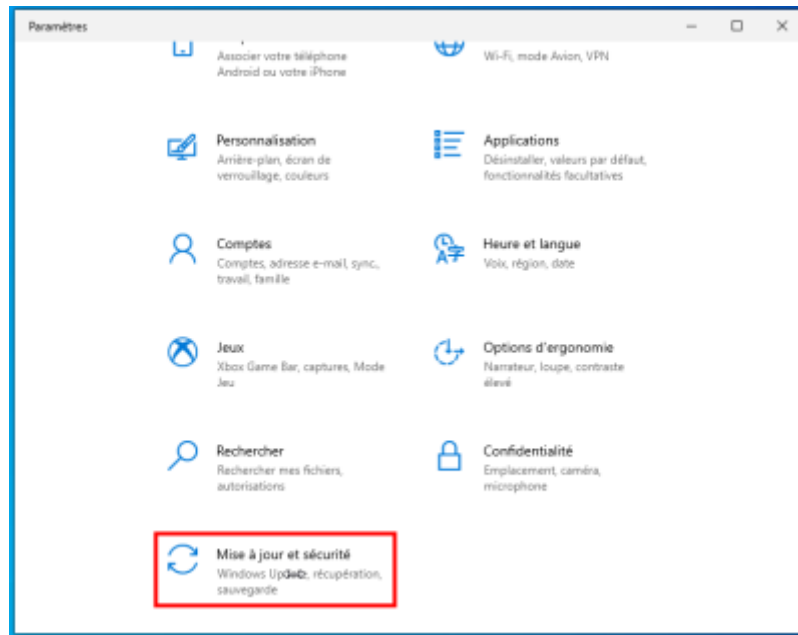 Paramètres
Associer votre téléphone
Android ou votre iPhone
Wi-Fi, mode Avion, VPN
Personnalisation
Arrière-plan, écran de
verrouillage, couleurs
Applications
Désinstaller, valeurs par défaut,
fonctionnalités facultatives
Comptes
Comptes, adresse e-mail, sync.,
travail, famille
Heure et langue
Voix, région, date
Jeux
Xbox Game Bar, captures, Mode
Jeu
Options d'ergonomie
Narrateur, loupe, contraste
élevé
Rechercher
Rechercher mes fichiers,
autorisations
Confidentialité
Emplacement, caméra,
microphone
Mise à jour et sécurité
Windows récupération,
sauvegarde